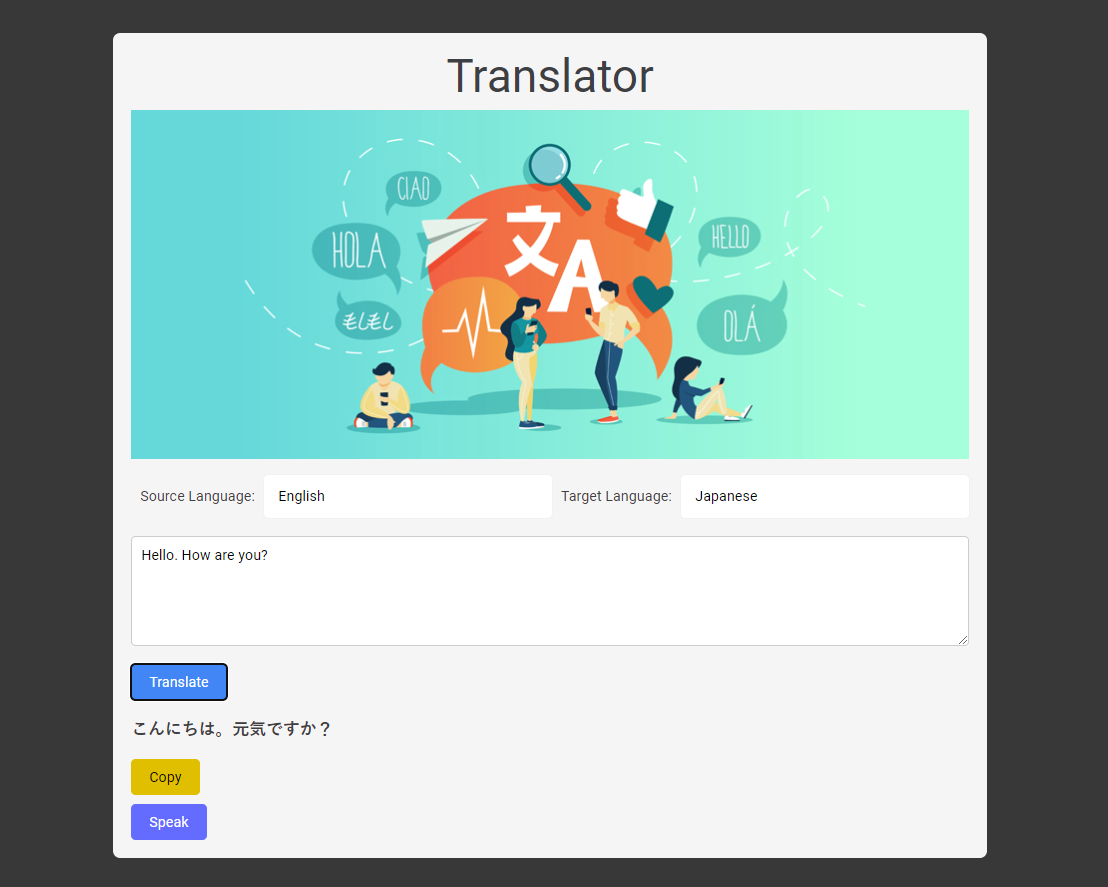 Translator
CIAO
HOLA
文
A
HELLO
OLÁ
もしもし
Source Language:
English
Target Language:
Japanese
Hello. How are you?
Translate
こんにちは。元気ですか？
Copy
Speak